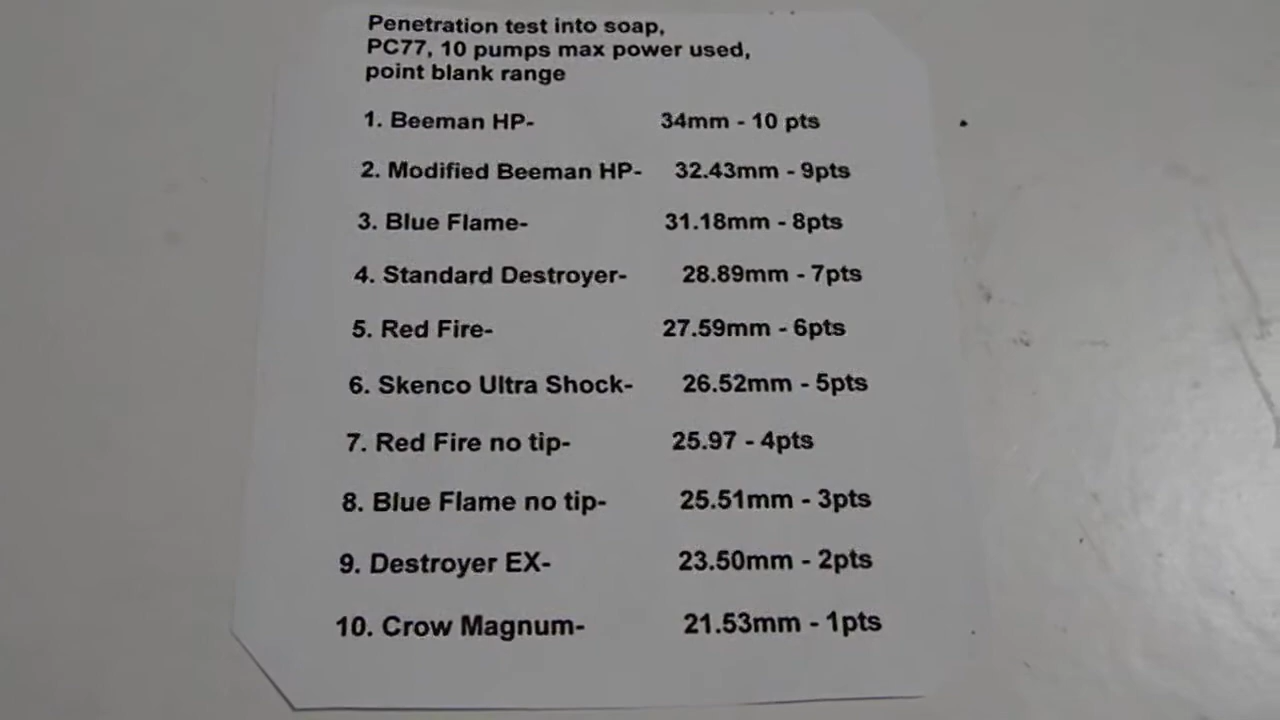 Penetration test into soap,
PC77, 10 pumps max power used,
point blank range
1. Beeman HP- 34mm - 10 pts
2. Modified Beeman HP- 32.43mm - 9pts
3. Blue Flame- 31.18mm - 8pts
4. Standard Destroyer- 28.89mm - 7pts
5. Red Fire- 27.59mm - 6pts
6. Skenco Ultra Shock- 26.52mm - 5pts
7. Red Fire no tip- 25.97 - 4pts
8. Blue Flame no tip- 25.51mm - 3pts
9. Destroyer EX- 23.50mm - 2pts
10. Crow Magnum- 21.53mm - 1pts